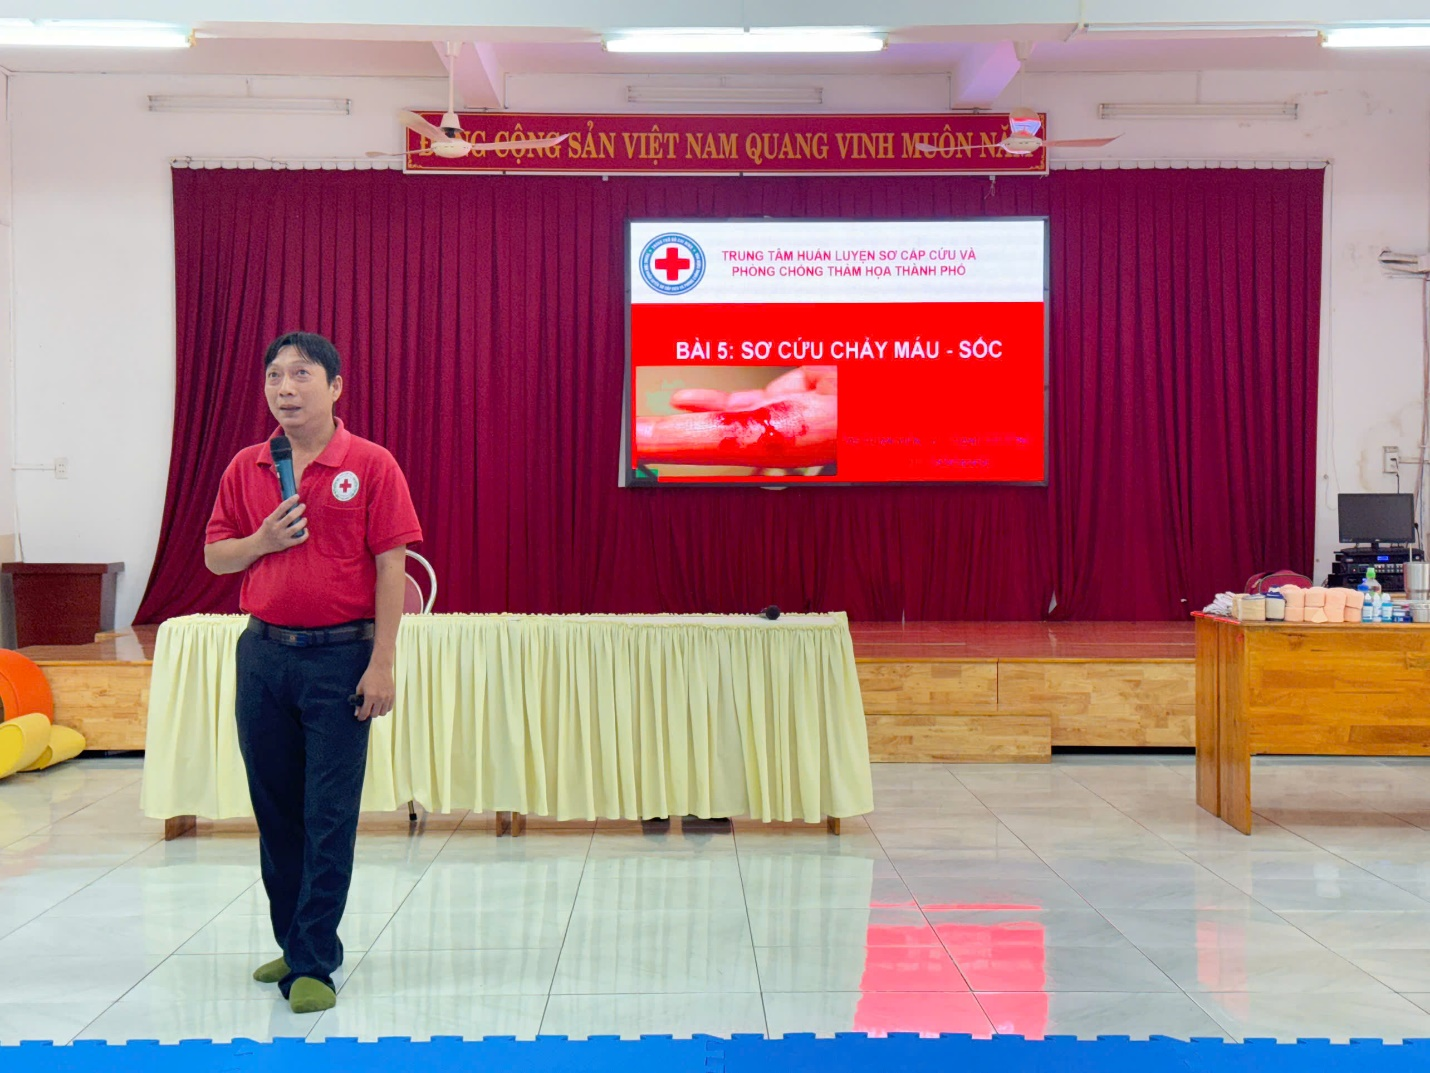 ĐẢNG CỘNG SẢN VIỆT NAM QUANG VINH MUÔN NĂM
TRUNG TÂM HUẤN LUYỆN SƠ CẤP CỨU VÀ
PHÒNG CHỐNG THẢM HỌA THÀNH PHỐ
BÀI 5: SƠ CỨU CHẢY MÁU - SỐC